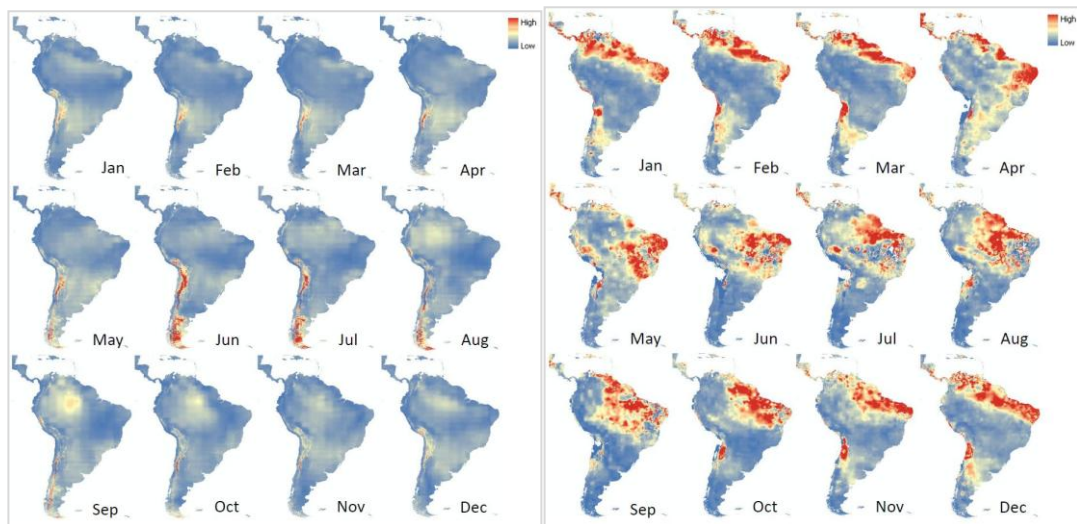 High
Low
Jan
Feb
Mar
Apr
May
Jun
Jul
Aug
Sep
Oct
Nov
Dec
High
Low
Jan
Feb
Mar
Apr
May
Jun
Jul
Aug
Sep
Oct
Nov
Dec